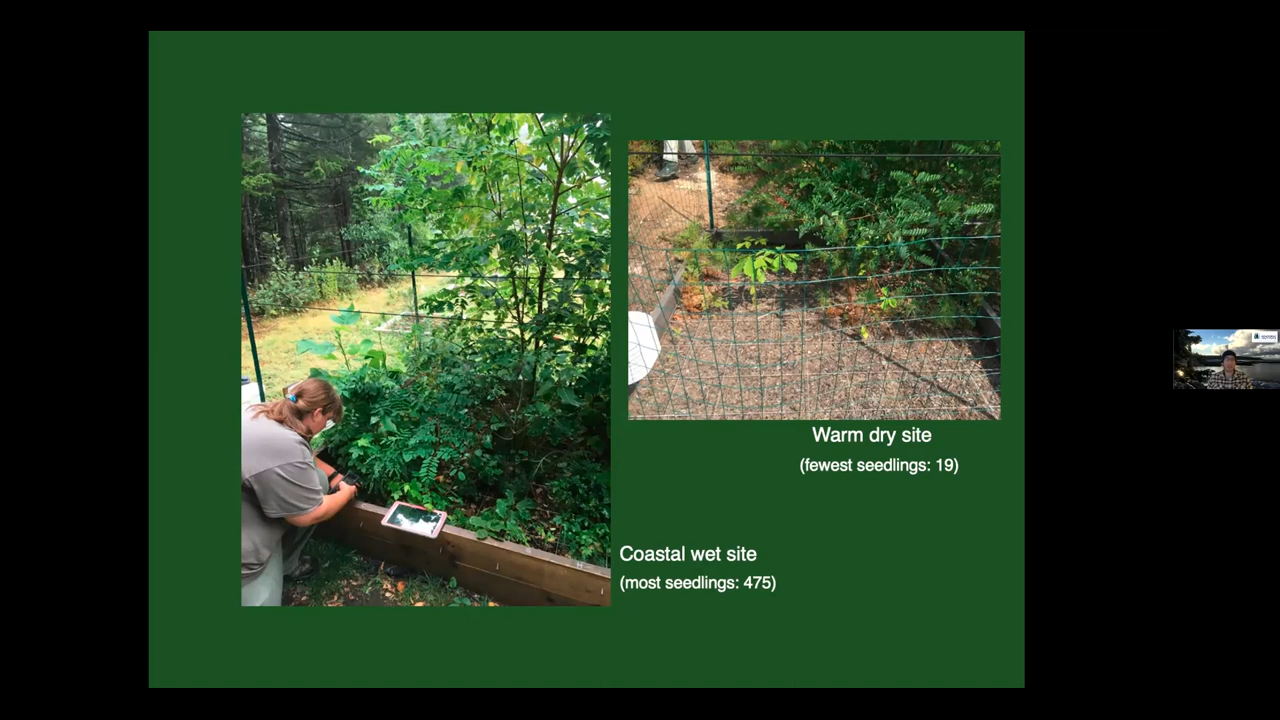 Warm dry site
(fewest seedlings: 19)
Coastal wet site
(most seedlings: 475)